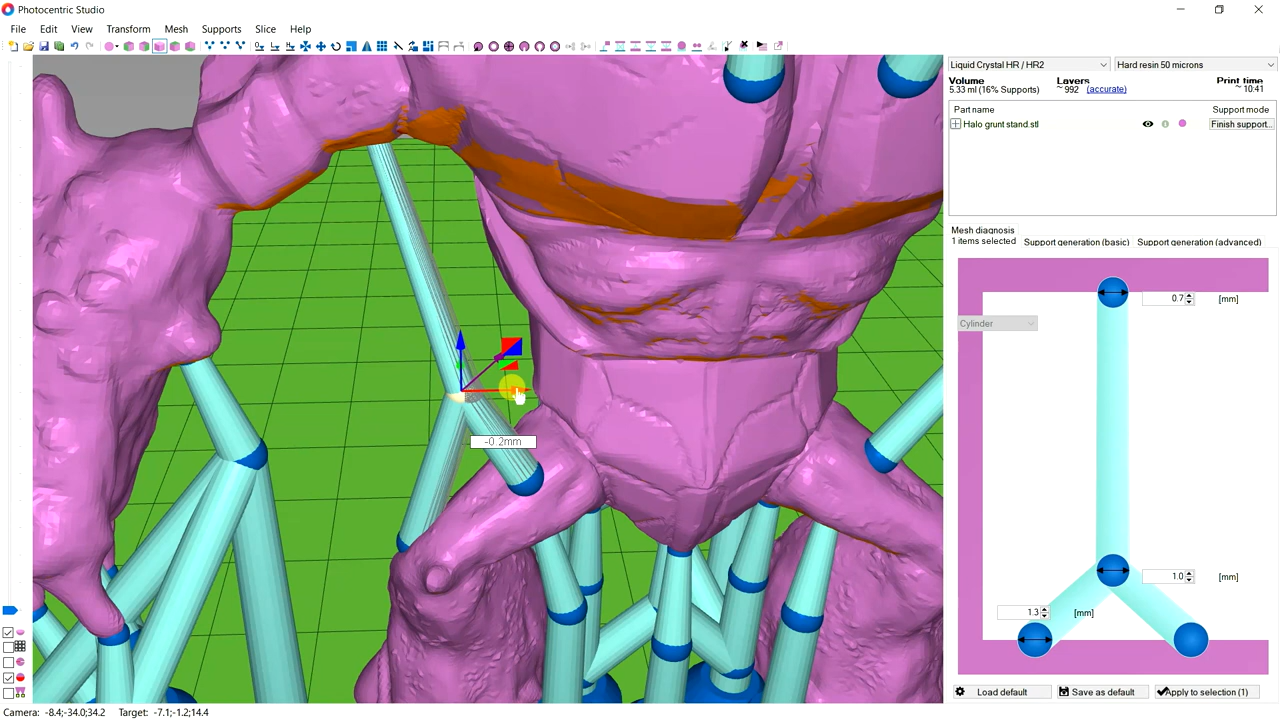 Photocentric Studio
File Edit View Transform Mesh Supports Slice Help
Liquid Crystal HR / HR2 Hard resin 50 microns
Volume Layers Print time
5.33 ml (16% Supports) ~ 992 (accurate) ~ 10:41
Part name Support mode
Halo grunt stand.stl Finish support...
Mesh diagnosis
1 items selected Support generation (basic) Support generation (advanced)
0.7 [mm]
Cylinder
-0.2mm
1.0 [mm]
1.3 [mm]
Load default Save as default Apply to selection (1)
Camera: -8.4;-34.0;34.2 Target: -7.1;-1.2;14.4